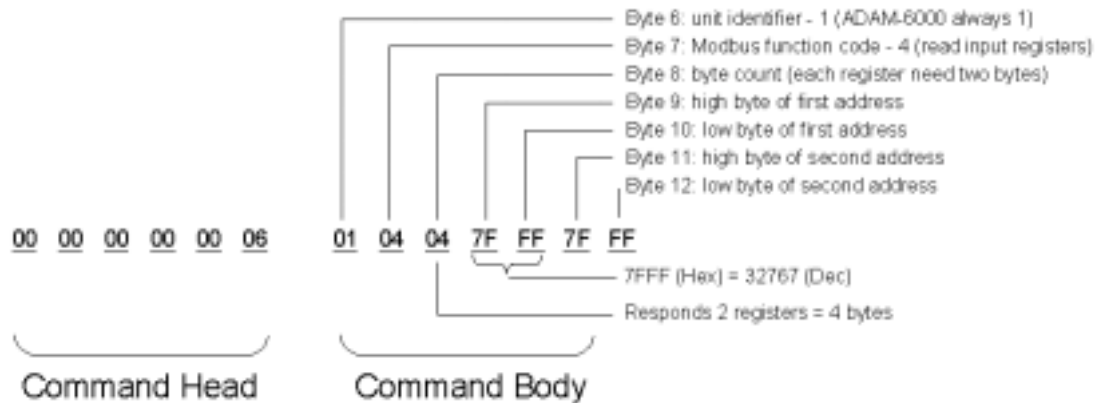 Byte 6: unit identifier - 1 (ADAM-6000 always 1)
Byte 7: Modbus function code - 4 (read input registers)
Byte 8: byte count (each register need two bytes)
Byte 9: high byte of first address
Byte 10: low byte of first address
Byte 11: high byte of second address
Byte 12: low byte of second address
00 00 00 00 00 06 01 04 04 7F FF 7F FF
7FFF (Hex) = 32767 (Dec)
Responds 2 registers = 4 bytes
Command Head Command Body